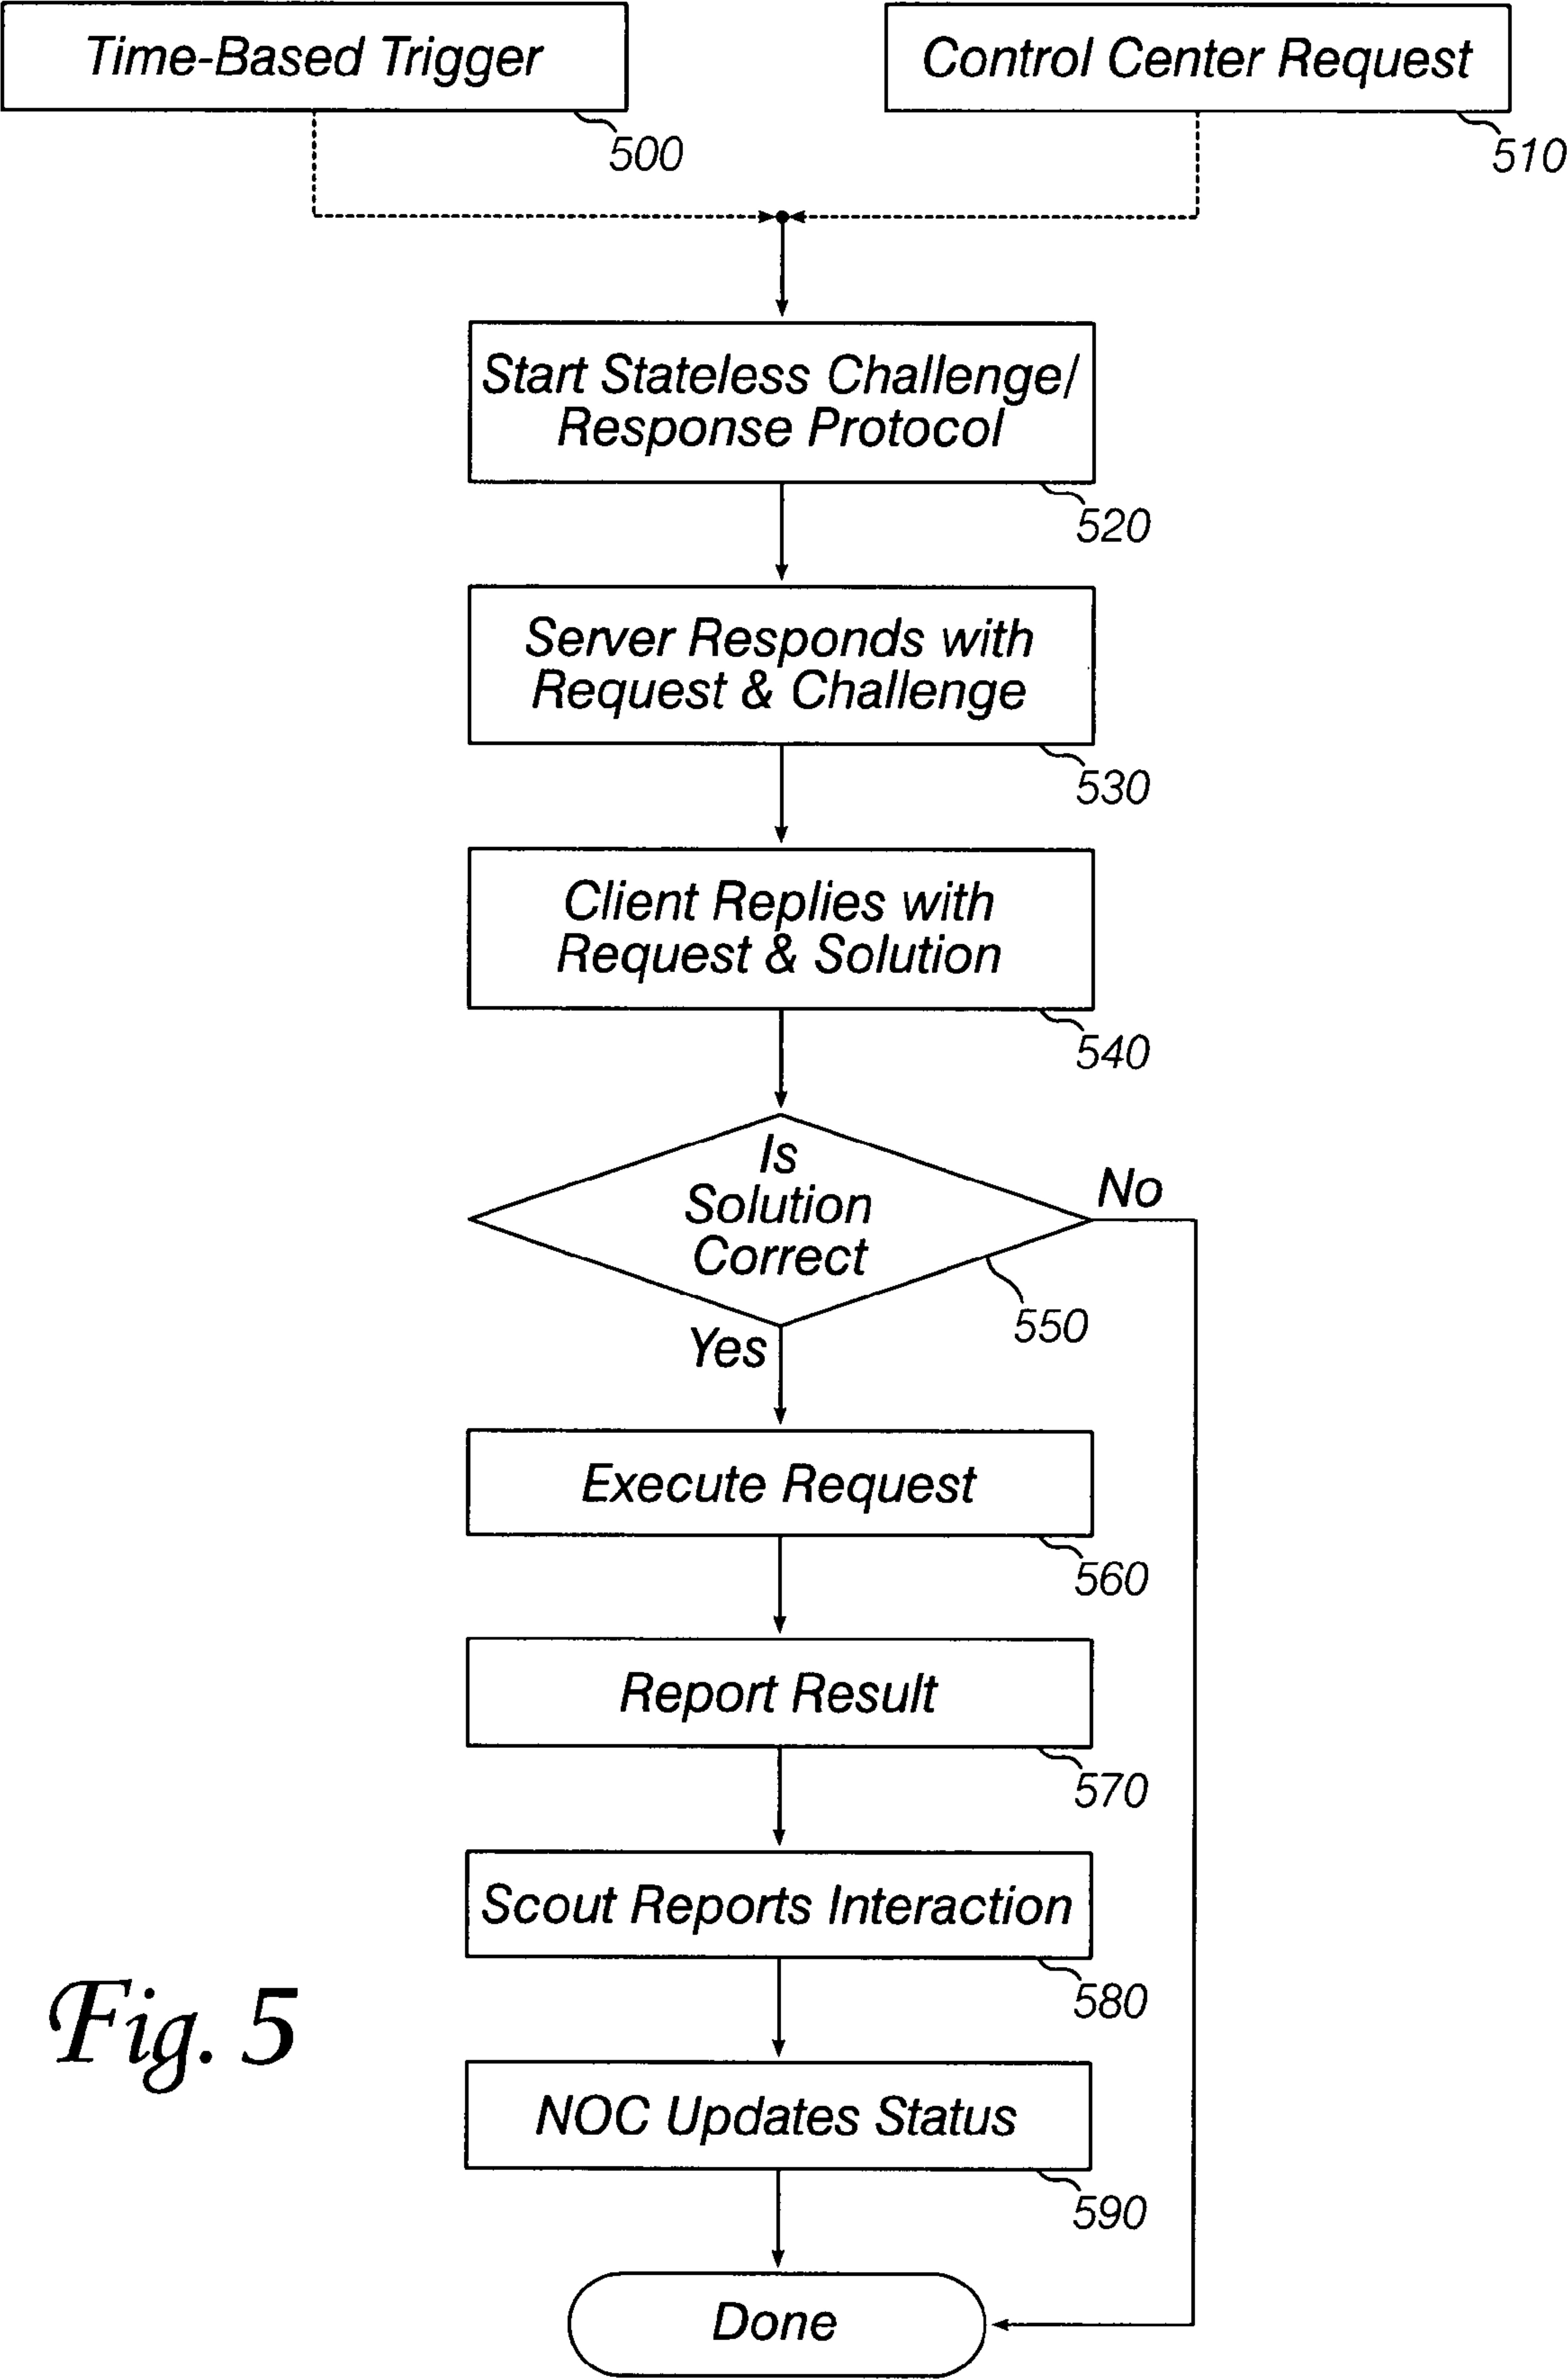 Time-Based Trigger
500
Control Center Request
510
Start Stateless Challenge/
Response Protocol
520
Server Responds with
Request & Challenge
530
Client Replies with
Request & Solution
540
Is
Solution
Correct
No
550
Yes
Execute Request
560
Report Result
570
Scout Reports Interaction
580
NOC Updates Status
590
Done
Fig. 5